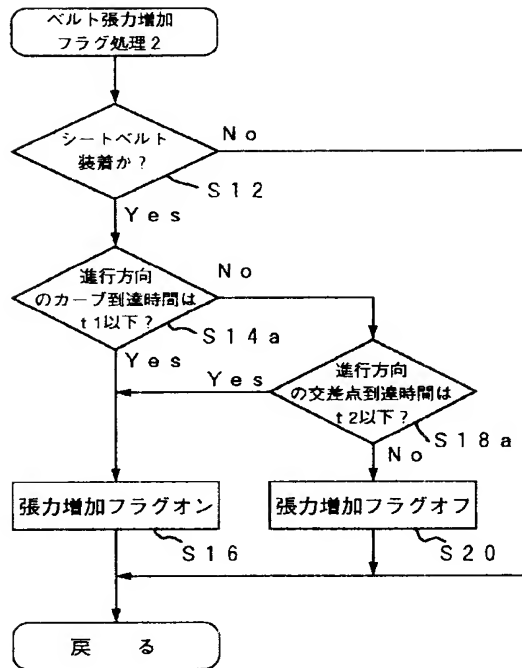 ベルト張力増加
フラグ処理2
シートベルト
装着か?
No
S12
Yes
進行方向
のカーブ到達時間は
t1以下?
No
S14a
Yes
Yes
進行方向
の交差点到達時間は
t2以下?
S18a
No
張力増加フラグオン
張力増加フラグオフ
S16
S20
戻る